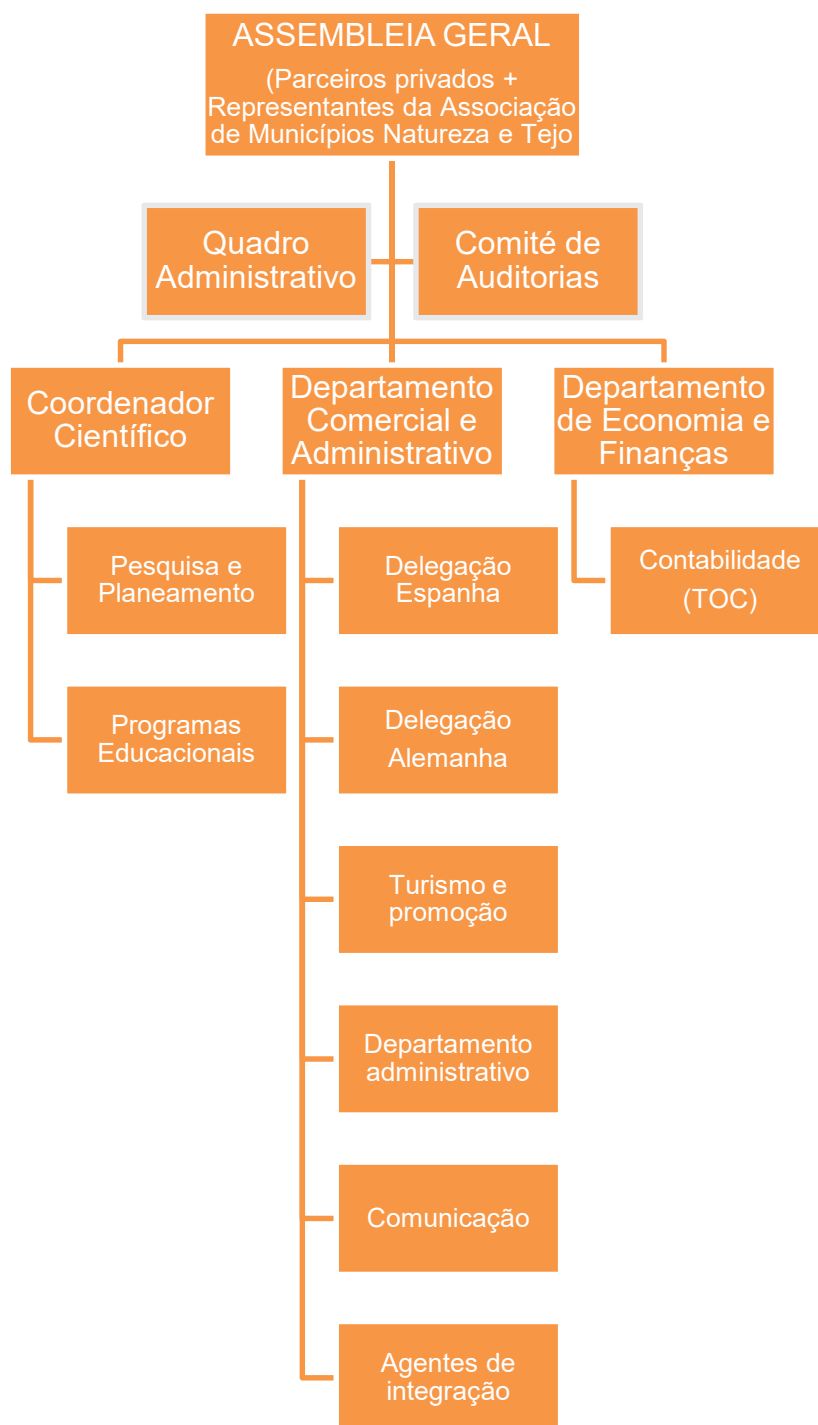 ASSEMBLEIA GERAL
(Parceiros privados +
Representantes da Associação
de Municípios Natureza e Tejo
Quadro
Administrativo
Comité de
Auditorias
Coordenador
Científico
Departamento
Comercial e
Administrativo
Departamento
de Economia e
Finanças
Pesquisa e
Planeamento
Programas
Educacionais
Delegação
Espanha
Delegação
Alemanha
Turismo e
promoção
Departamento
administrativo
Comunicação
Agentes de
integração
Contabilidade
(TOC)